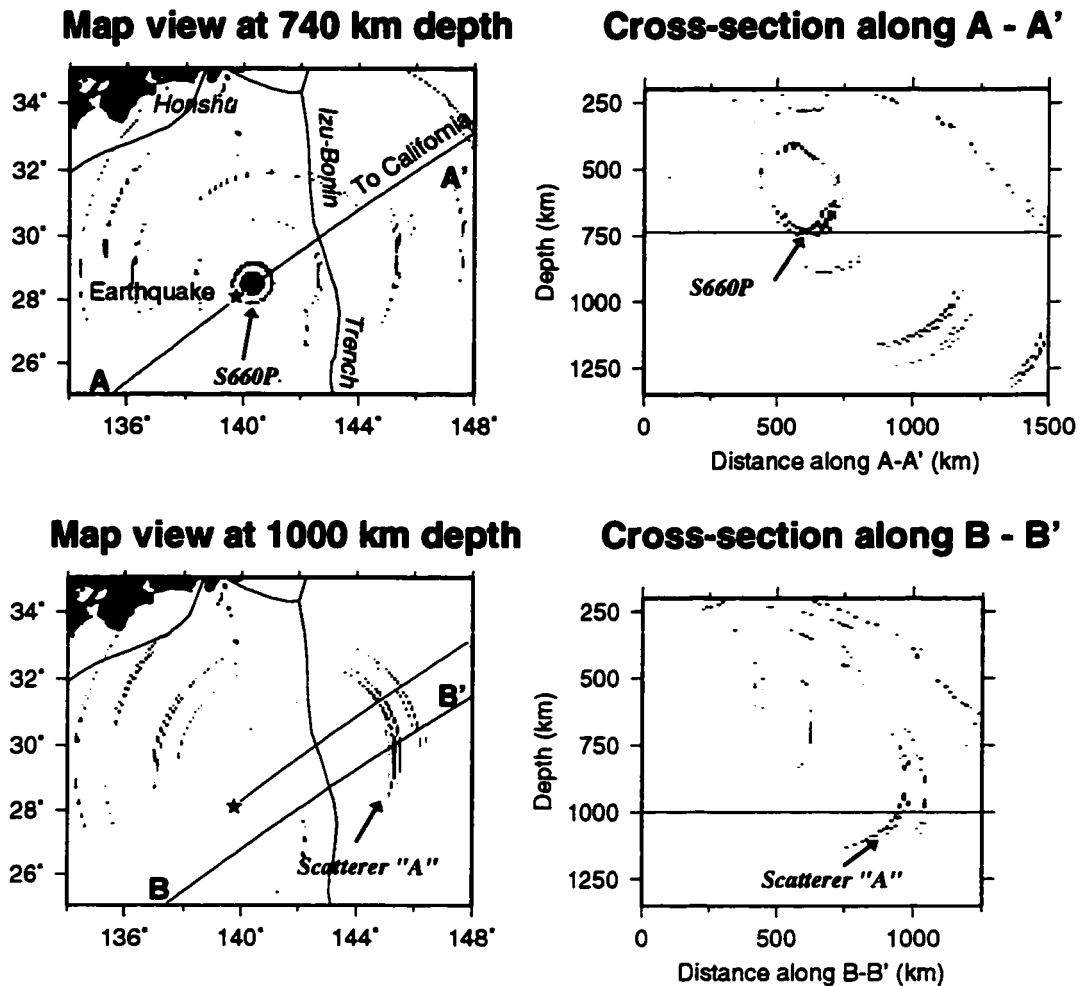 Map view at 740 km depth
Cross-section along A - A’
34°
32°
30°
28°
26°
136°
140°
144°
148°
Honshu
Izu-Bonin
Trench
To California
A’
A
Earthquake
S660P
250
500
750
1000
1250
Depth (km)
S660P
0
500
1000
1500
Distance along A-A’ (km)
Map view at 1000 km depth
Cross-section along B - B’
34°
32°
30°
28°
26°
136°
140°
144°
148°
B’
B
Scatterer "A"
250
500
750
1000
1250
Depth (km)
Scatterer "A"
0
500
1000
Distance along B-B’ (km)